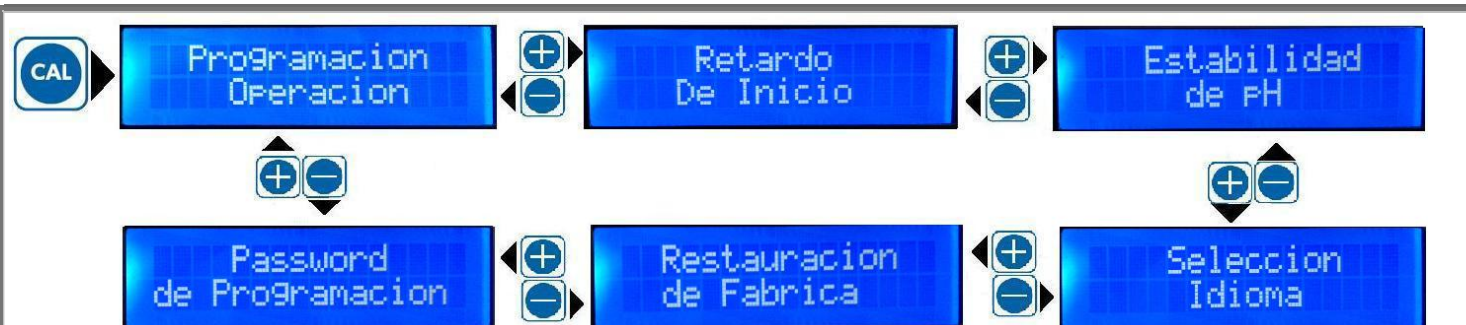 CAL
Programacion
Operacion
Retardo
De Inicio
Estabilidad
de pH
Password
de Programacion
Restauracion
de Fabrica
Seleccion
Idioma